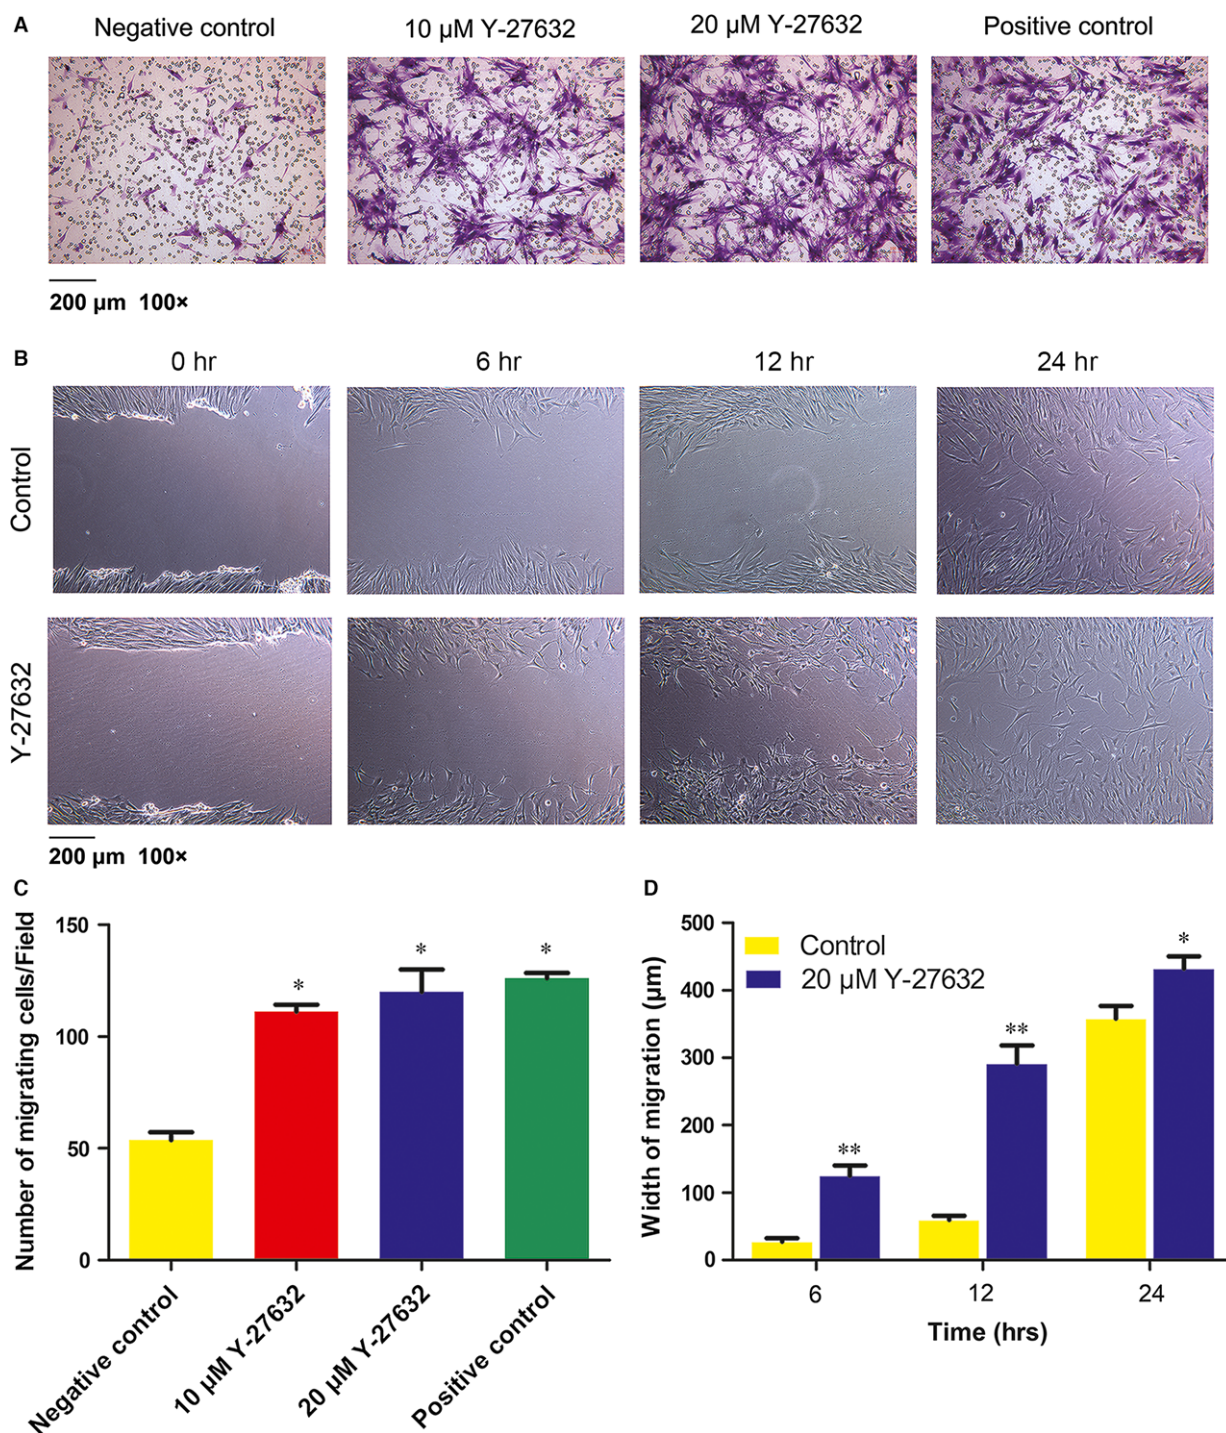 A
Negative control
10 µM Y-27632
20 µM Y-27632
Positive control
200 µm 100×
B
0 hr
6 hr
12 hr
24 hr
Control
Y-27632
200 µm 100×
C
Number of migrating cells/Field
150
100
50
0
*
*
*
Negative control
10 µM Y-27632
20 µM Y-27632
Positive control
D
Width of migration (µm)
500
400
300
200
100
0
Control
20 µM Y-27632
**
**
*
6
12
24
Time (hrs)